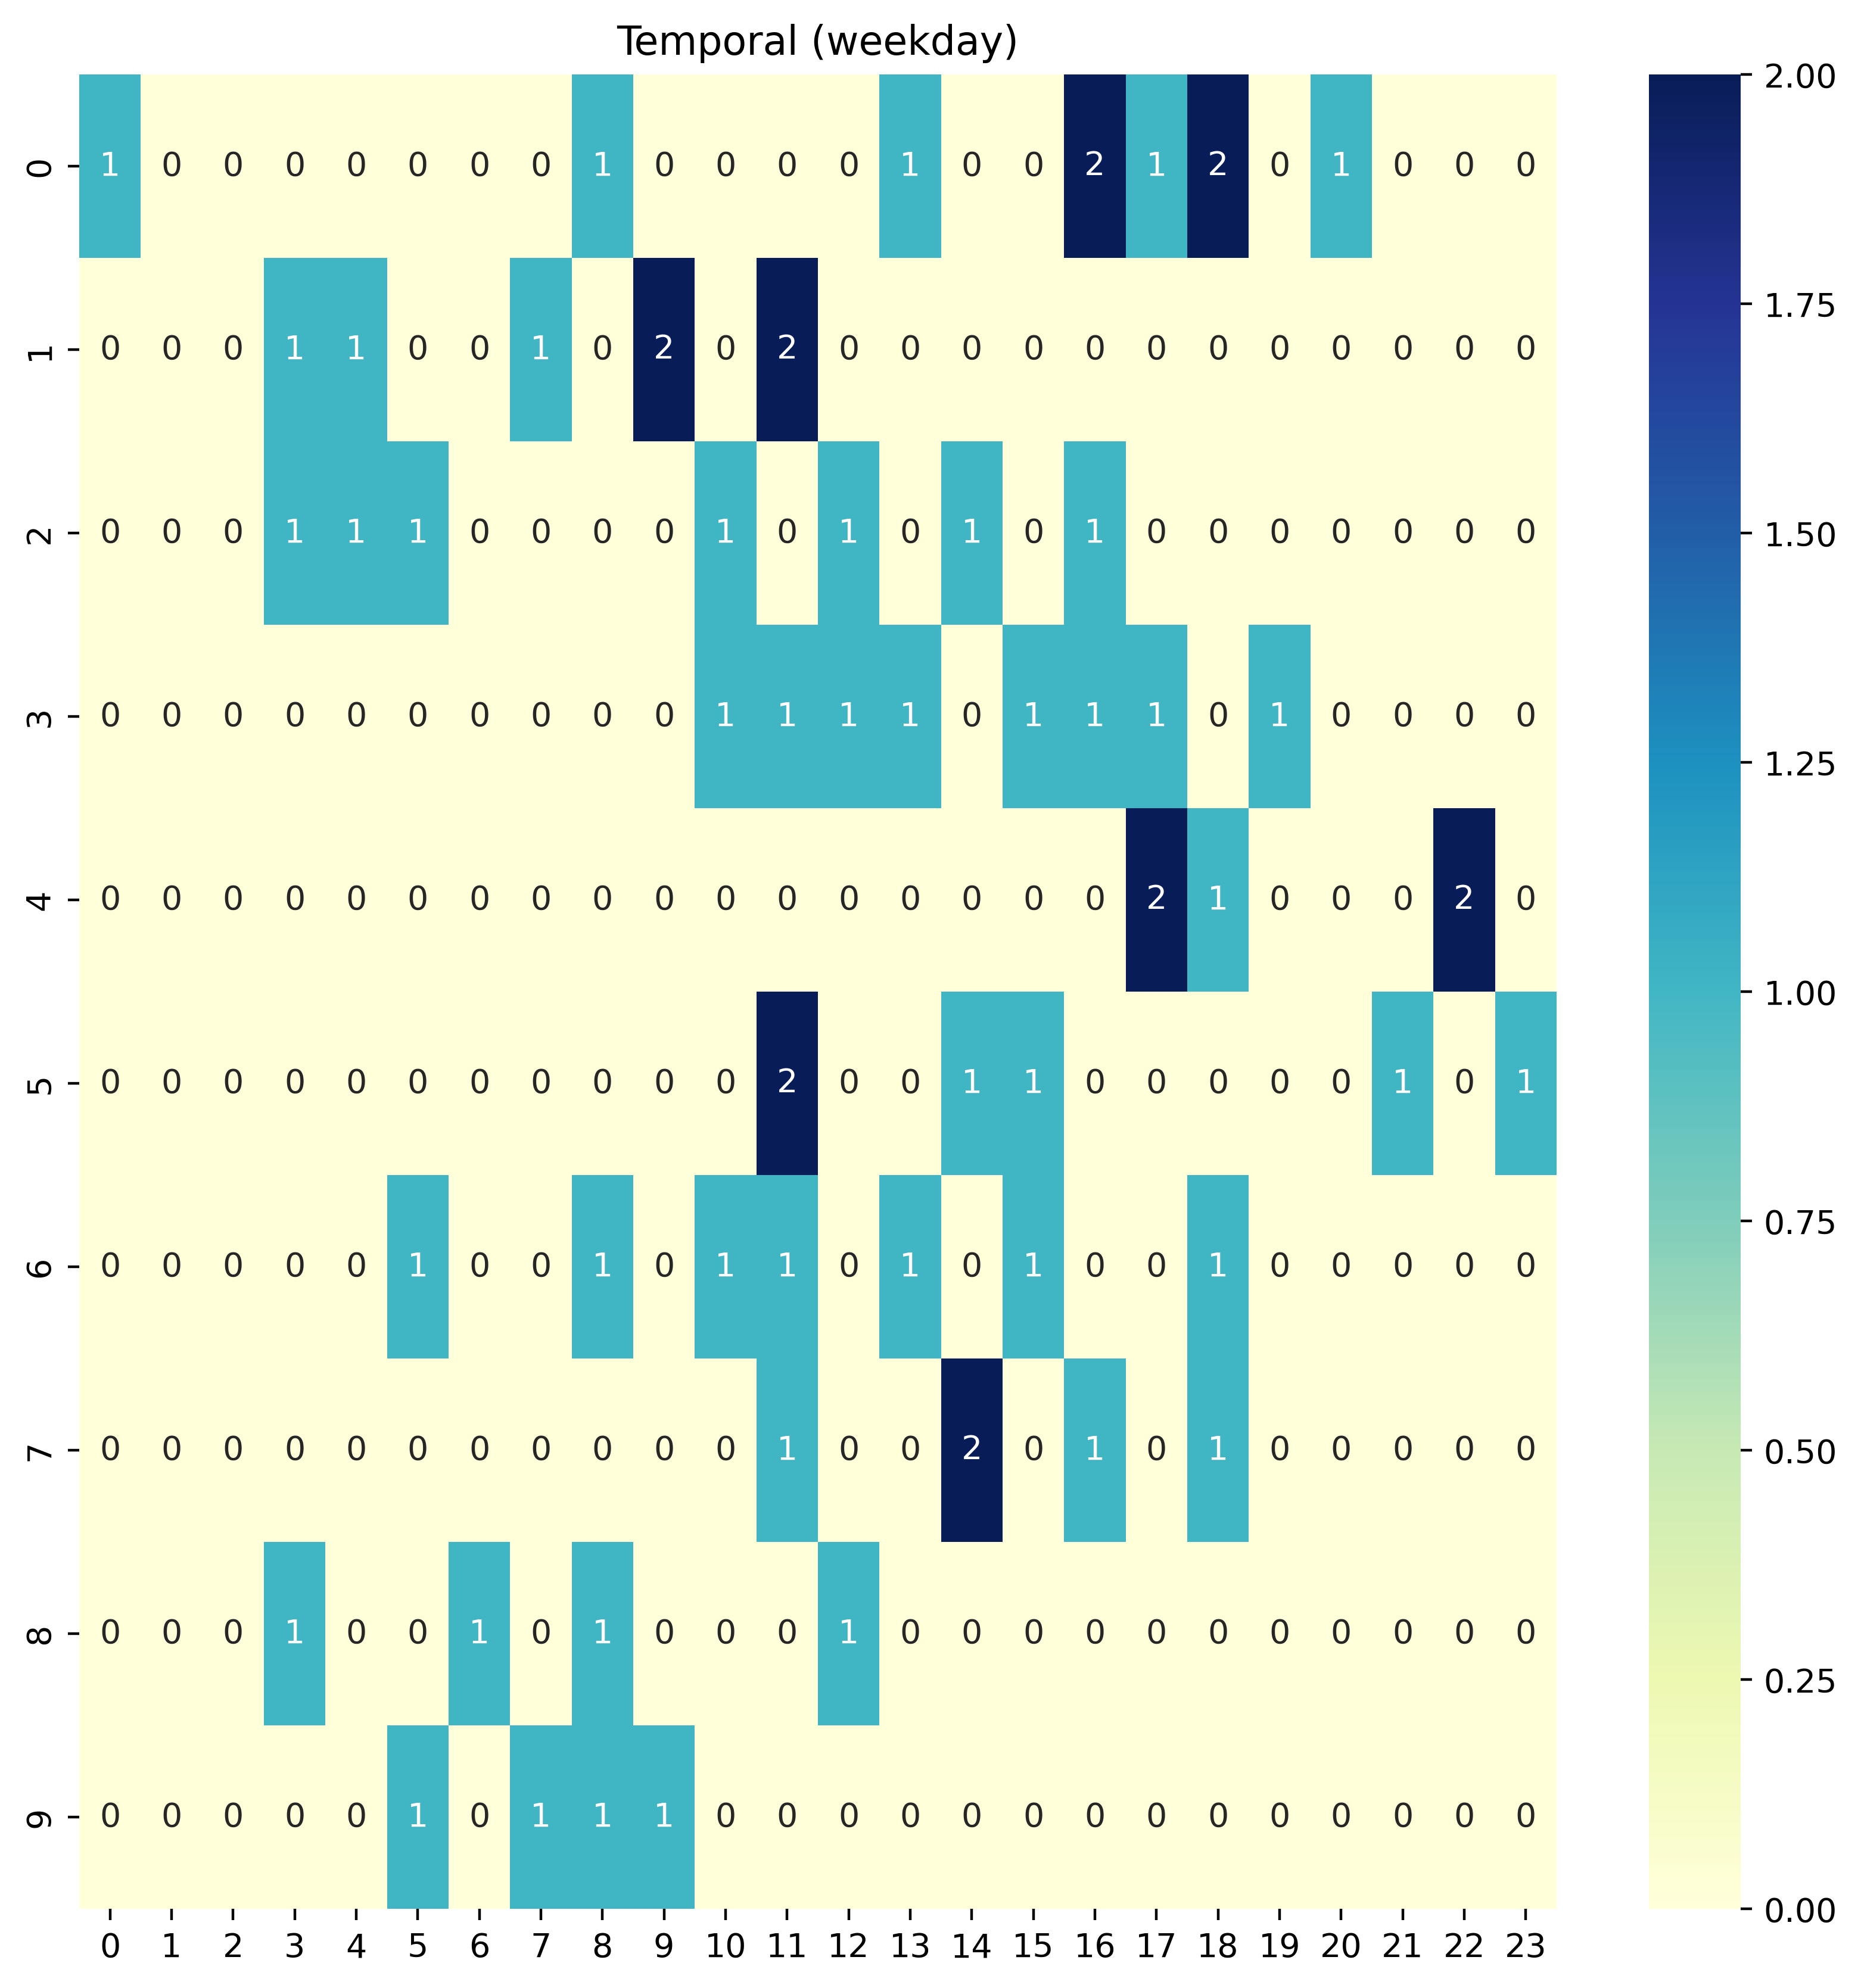 Temporal (weekday)
2.00
0 1 0 0 0 0 0 0 0 1 0 0 0 0 1 0 0 2 1 2 0 1 0 0 0
1.75
1 0 0 0 1 1 0 0 1 0 2 0 2 0 0 0 0 0 0 0 0 0 0 0 0
1.50
2 0 0 0 1 1 1 0 0 0 0 1 0 1 0 1 0 1 0 0 0 0 0 0 0
3 0 0 0 0 0 0 0 0 0 0 1 1 1 1 0 1 1 1 0 1 0 0 0 0
1.25
4 0 0 0 0 0 0 0 0 0 0 0 0 0 0 0 0 0 2 1 0 0 0 2 0
1.00
5 0 0 0 0 0 0 0 0 0 0 0 2 0 0 1 1 0 0 0 0 0 1 0 1
0.75
6 0 0 0 0 0 1 0 0 1 0 1 1 0 1 0 1 0 0 1 0 0 0 0 0
7 0 0 0 0 0 0 0 0 0 0 0 1 0 0 2 0 1 0 1 0 0 0 0 0
0.50
8 0 0 0 1 0 0 1 0 1 0 0 0 1 0 0 0 0 0 0 0 0 0 0 0
0.25
9 0 0 0 0 0 1 0 1 1 1 0 0 0 0 0 0 0 0 0 0 0 0 0 0
0.00
0 1 2 3 4 5 6 7 8 9 10 11 12 13 14 15 16 17 18 19 20 21 22 23